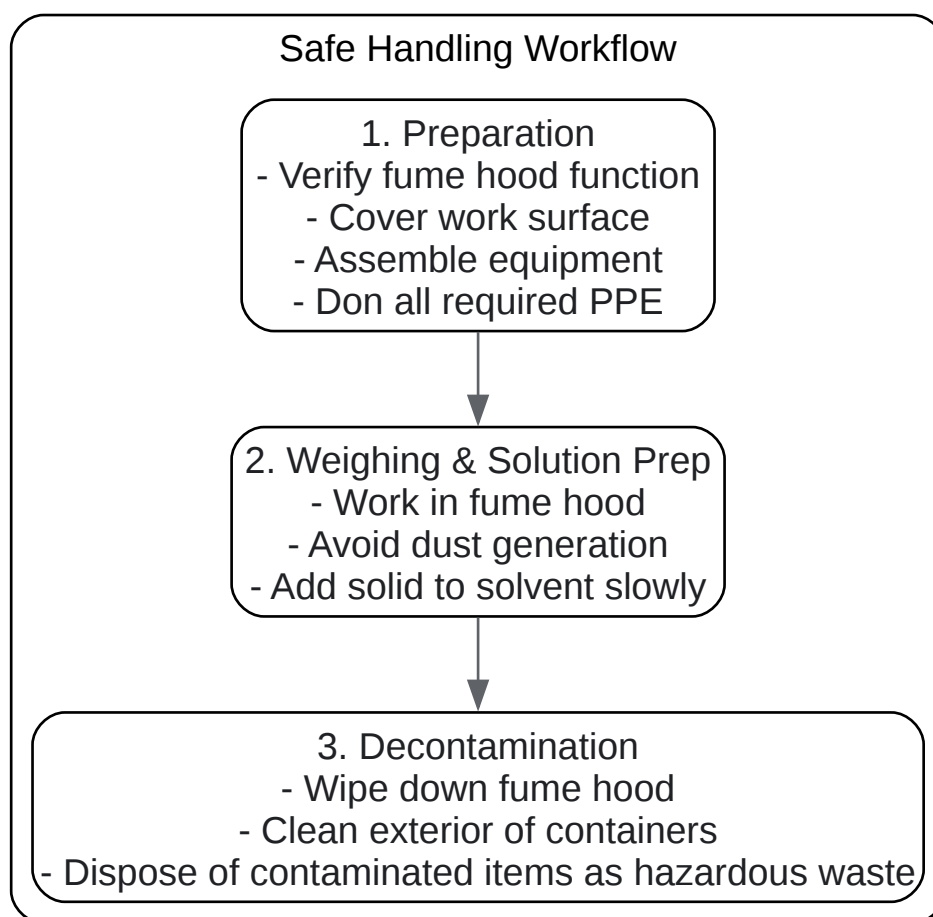 Safe Handling Workflow
1. Preparation
- Verify fume hood function
- Cover work surface
- Assemble equipment
- Don all required PPE
2. Weighing & Solution Prep
- Work in fume hood
- Avoid dust generation
- Add solid to solvent slowly
3. Decontamination
- Wipe down fume hood
- Clean exterior of containers
- Dispose of contaminated items as hazardous waste